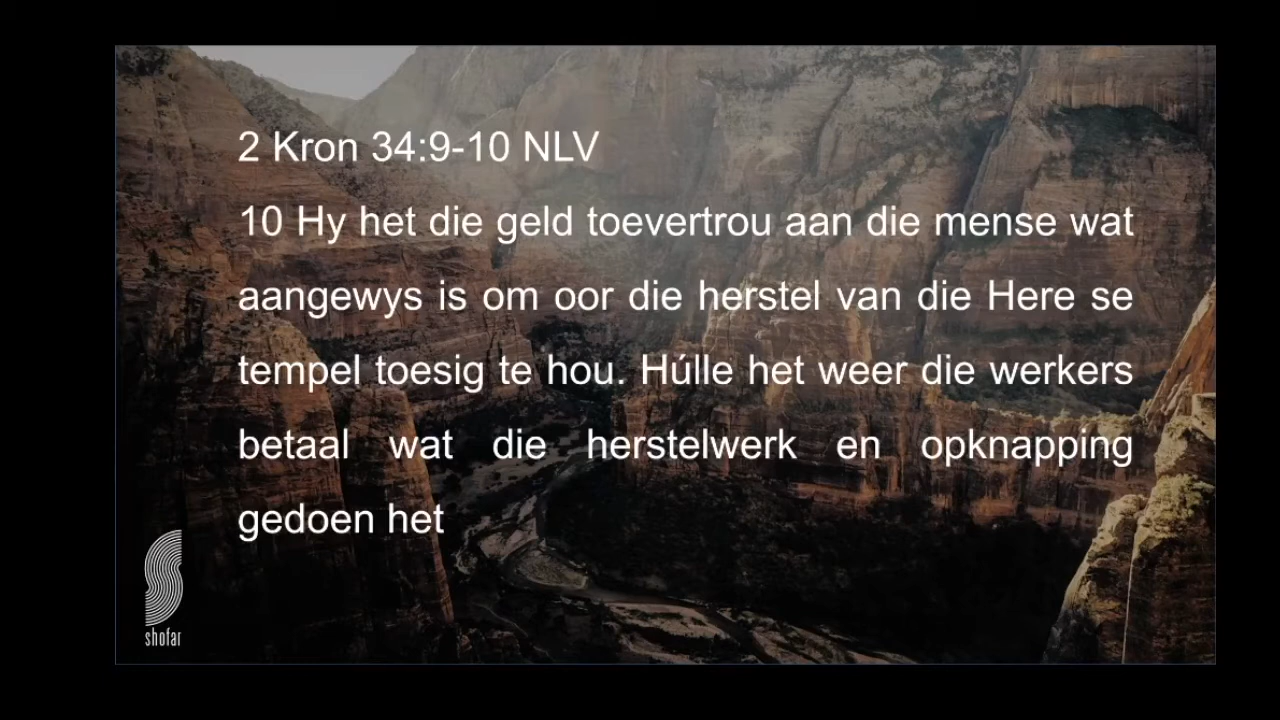 2 Kron 34:9-10 NLV
10 Hy het die geld toevertrou aan die mense wat
aangewys is om oor die herstel van die Here se
tempel toesig te hou. Húlle het weer die werkers
betaal wat die herstelwerk en opknapping
gedoen het
shofar